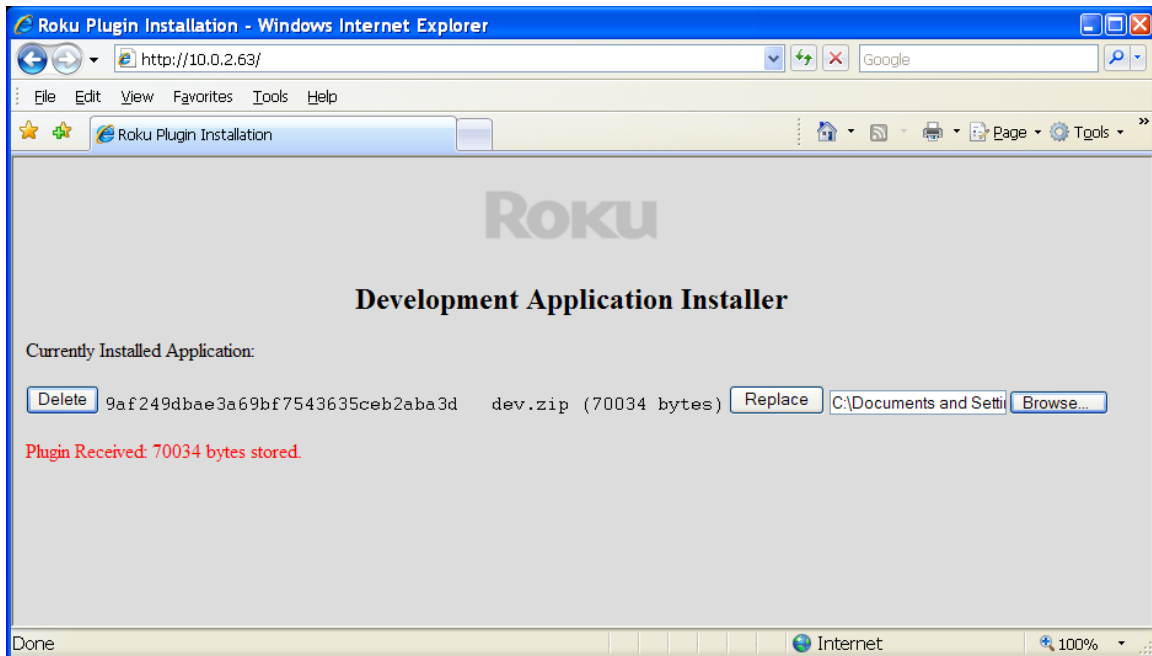 Roku Plugin Installation - Windows Internet Explorer
http://10.0.2.63/
Google
File Edit View Favorites Tools Help
Roku Plugin Installation
Page Tools »
ROKU
Development Application Installer
Currently Installed Application:
Delete 9af249dbae3a69bf7543635ceb2aba3d dev.zip (70034 bytes) Replace C:\Documents and Setti Browse...
Plugin Received: 70034 bytes stored.
Done Internet 100%